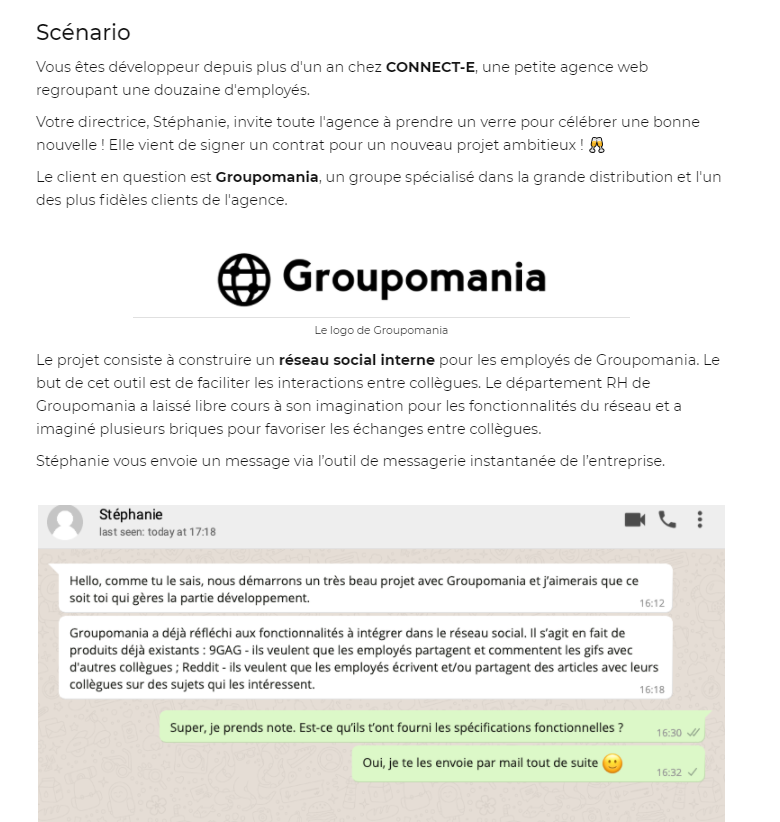 Scénario
Vous êtes développeur depuis plus d'un an chez CONNECT-E, une petite agence web
regroupant une douzaine d'employés.
Votre directrice, Stéphanie, invite toute l'agence à prendre un verre pour célébrer une bonne
nouvelle ! Elle vient de signer un contrat pour un nouveau projet ambitieux ! 🥂
Le client en question est Groupomania, un groupe spécialisé dans la grande distribution et l'un
des plus fidèles clients de l'agence.
Groupomania
Le logo de Groupomania
Le projet consiste à construire un réseau social interne pour les employés de Groupomania. Le
but de cet outil est de faciliter les interactions entre collègues. Le département RH de
Groupomania a laissé libre cours à son imagination pour les fonctionnalités du réseau et a
imaginé plusieurs briques pour favoriser les échanges entre collègues.
Stéphanie vous envoie un message via l’outil de messagerie instantanée de l’entreprise.
Stéphanie
last seen: today at 17:18
Hello, comme tu le sais, nous démarrons un très beau projet avec Groupomania et j’aimerais que ce
soit toi qui gères la partie développement.
16:12
Groupomania a déjà réfléchi aux fonctionnalités à intégrer dans le réseau social. Il s’agit en fait de
produits déjà existants : 9GAG - ils veulent que les employés partagent et commentent les gifs avec
d'autres collègues ; Reddit - ils veulent que les employés écrivent et/ou partagent des articles avec leurs
collègues sur des sujets qui les intéressent.
16:18
Super, je prends note. Est-ce qu’ils t’ont fourni les spécifications fonctionnelles ?
16:30
Oui, je te les envoie par mail tout de suite 🙂
16:32